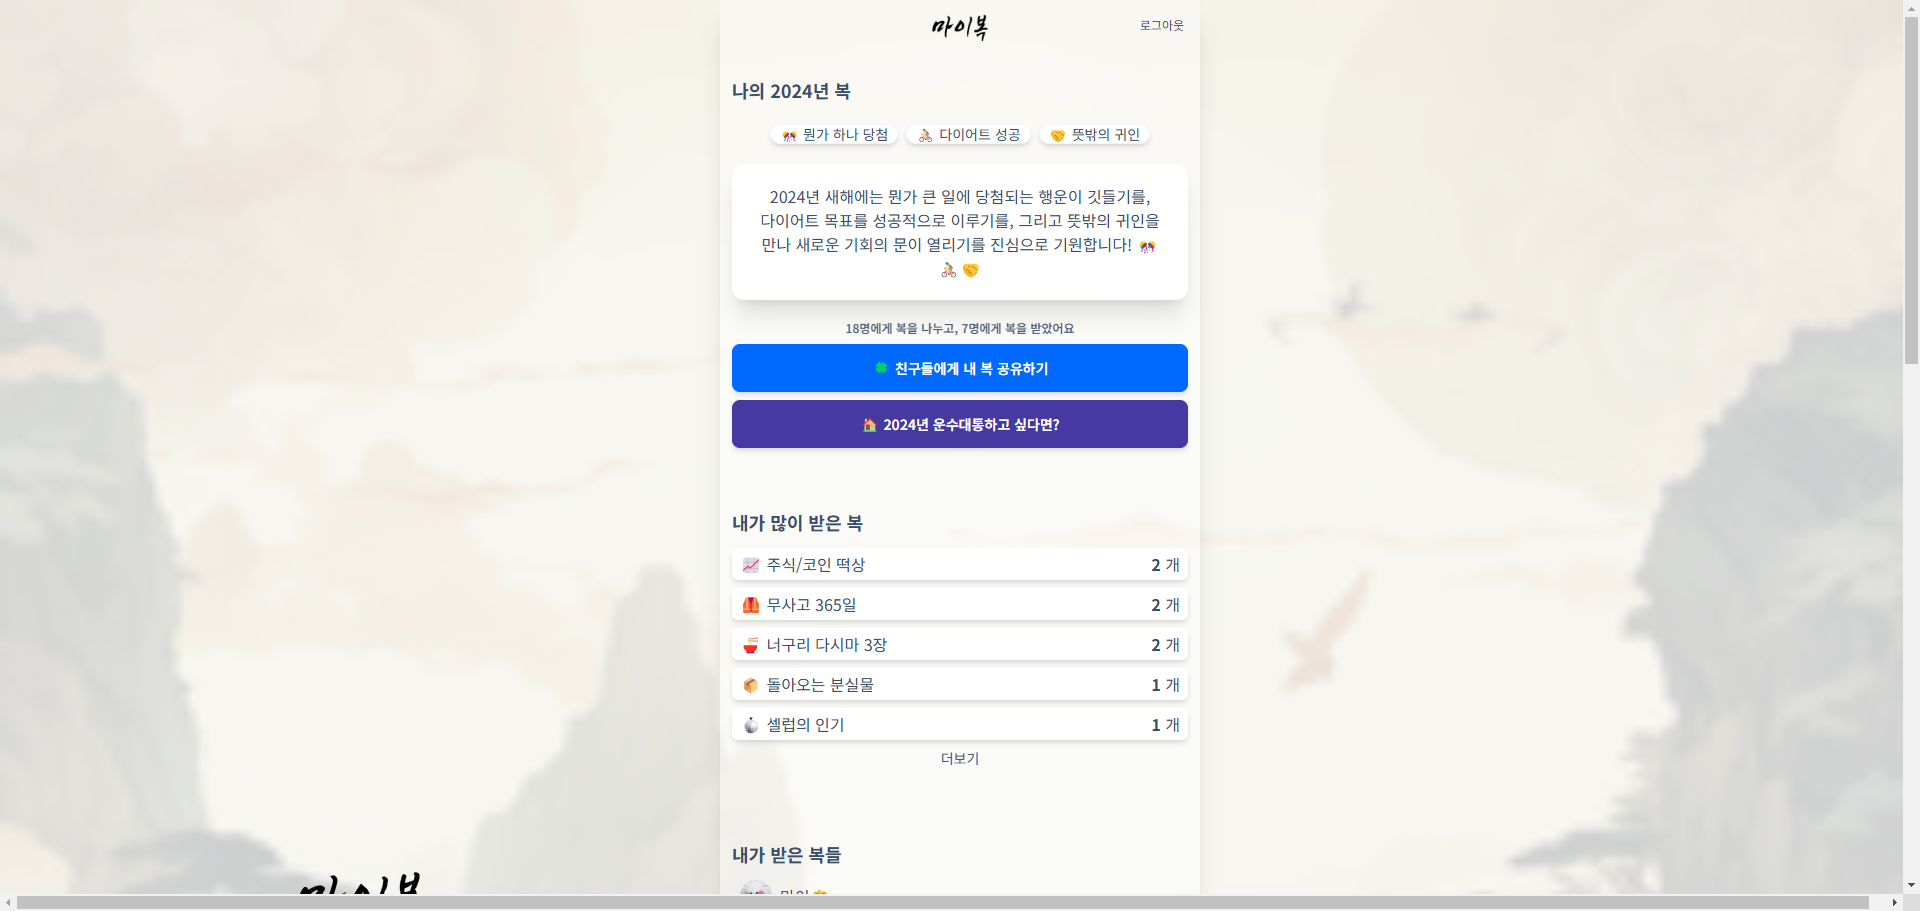 마이복
로그아웃
나의 2024년 복
🎊 뭔가 하나 당첨 🚴 다이어트 성공 🤝 뜻밖의 귀인
2024년 새해에는 뭔가 큰 일에 당첨되는 행운이 깃들기를,
다이어트 목표를 성공적으로 이루기를, 그리고 뜻밖의 귀인을
만나 새로운 기회의 문이 열리기를 진심으로 기원합니다! 🎊
🚴 🤝
18명에게 복을 나누고, 7명에게 복을 받았어요
🍀 친구들에게 내 복 공유하기
🏠 2024년 운수대통하고 싶다면?
내가 많이 받은 복
📈 주식/코인 떡상 2 개
🦺 무사고 365일 2 개
🍜 너구리 다시마 3장 2 개
📦 돌아오는 분실물 1 개
셀럽의 인기 1 개
더보기
내가 받은 복들
마이복